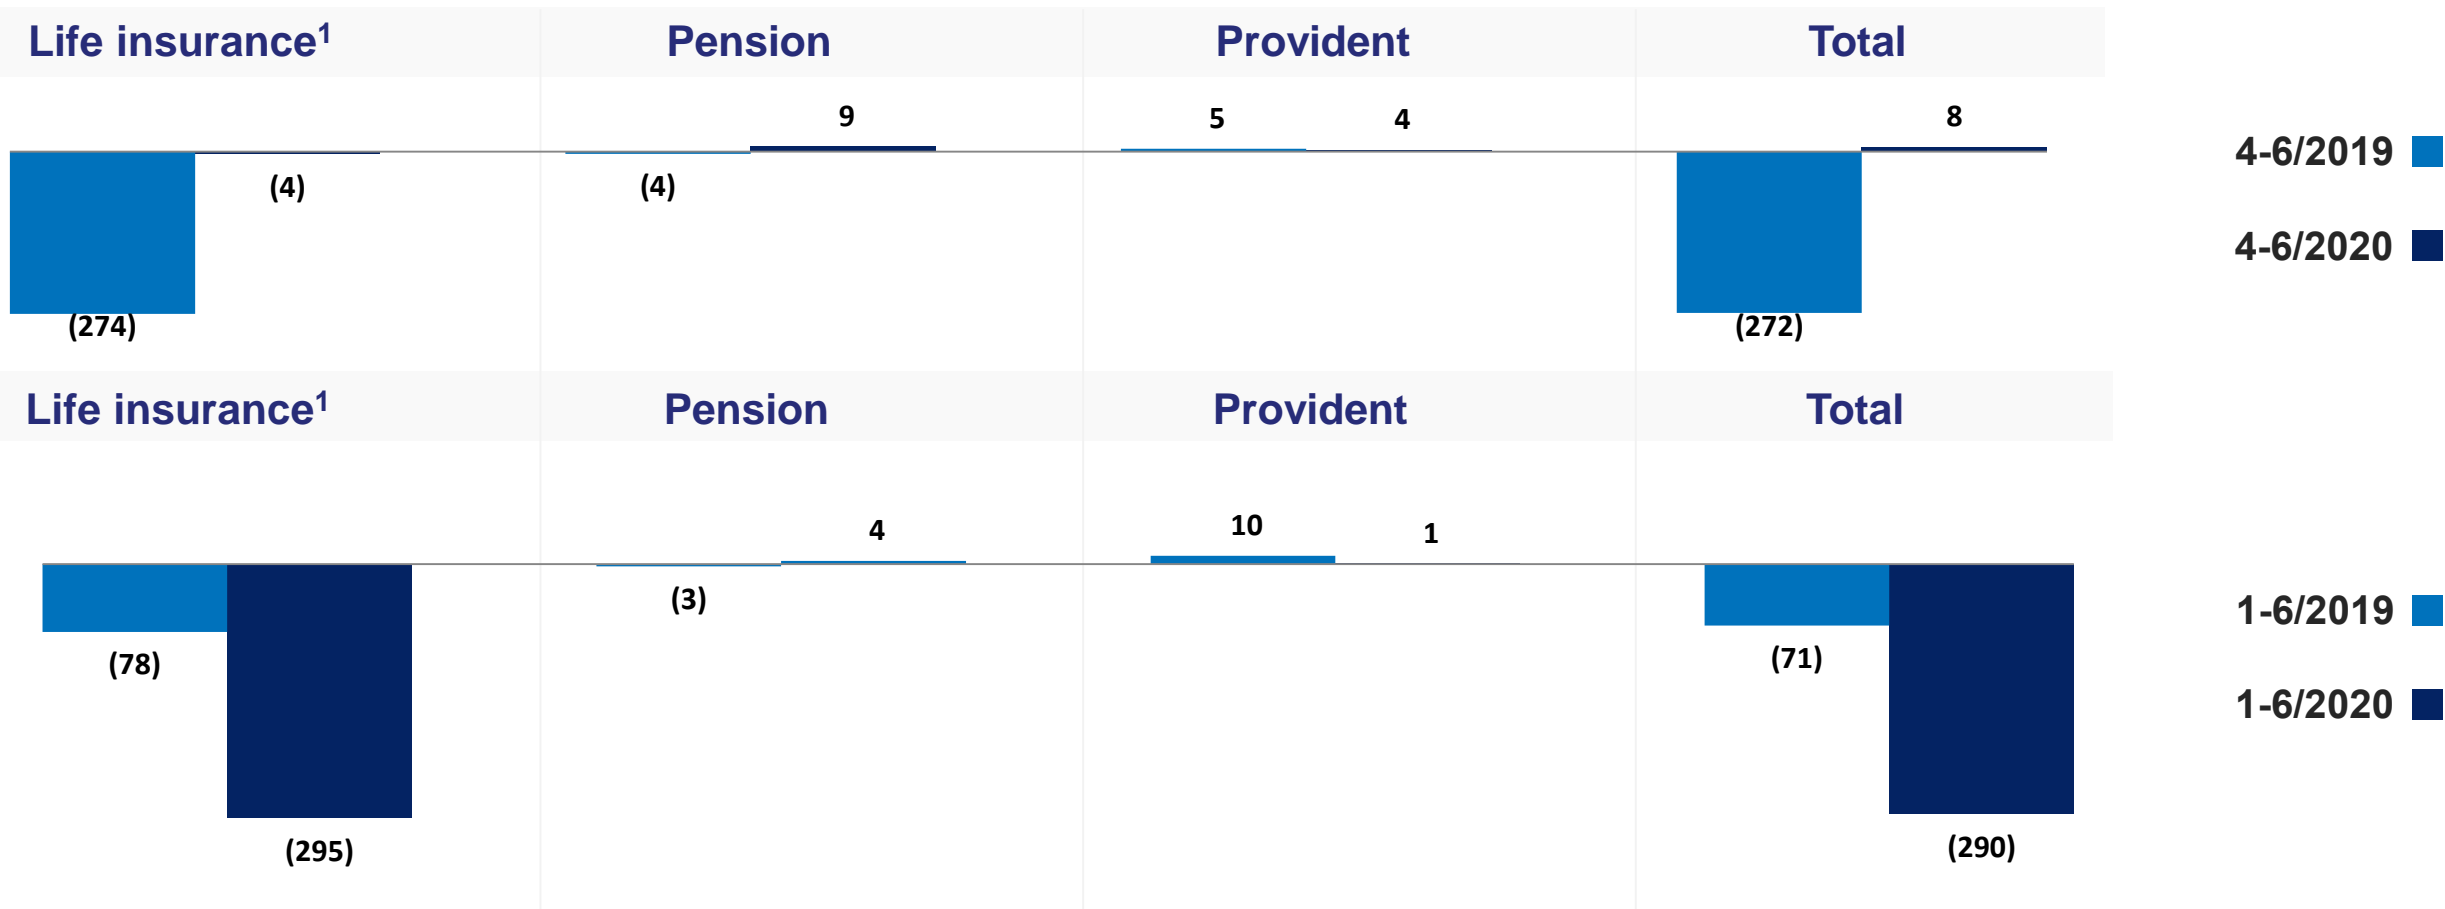 Life insurance¹ Pension Provident Total
9 5 4 8
4-6/2019
(4) (4)
4-6/2020
(274) (272)
Life insurance¹ Pension Provident Total
4 10 1
(3)
1-6/2019
(78) (71)
1-6/2020
(295) (290)